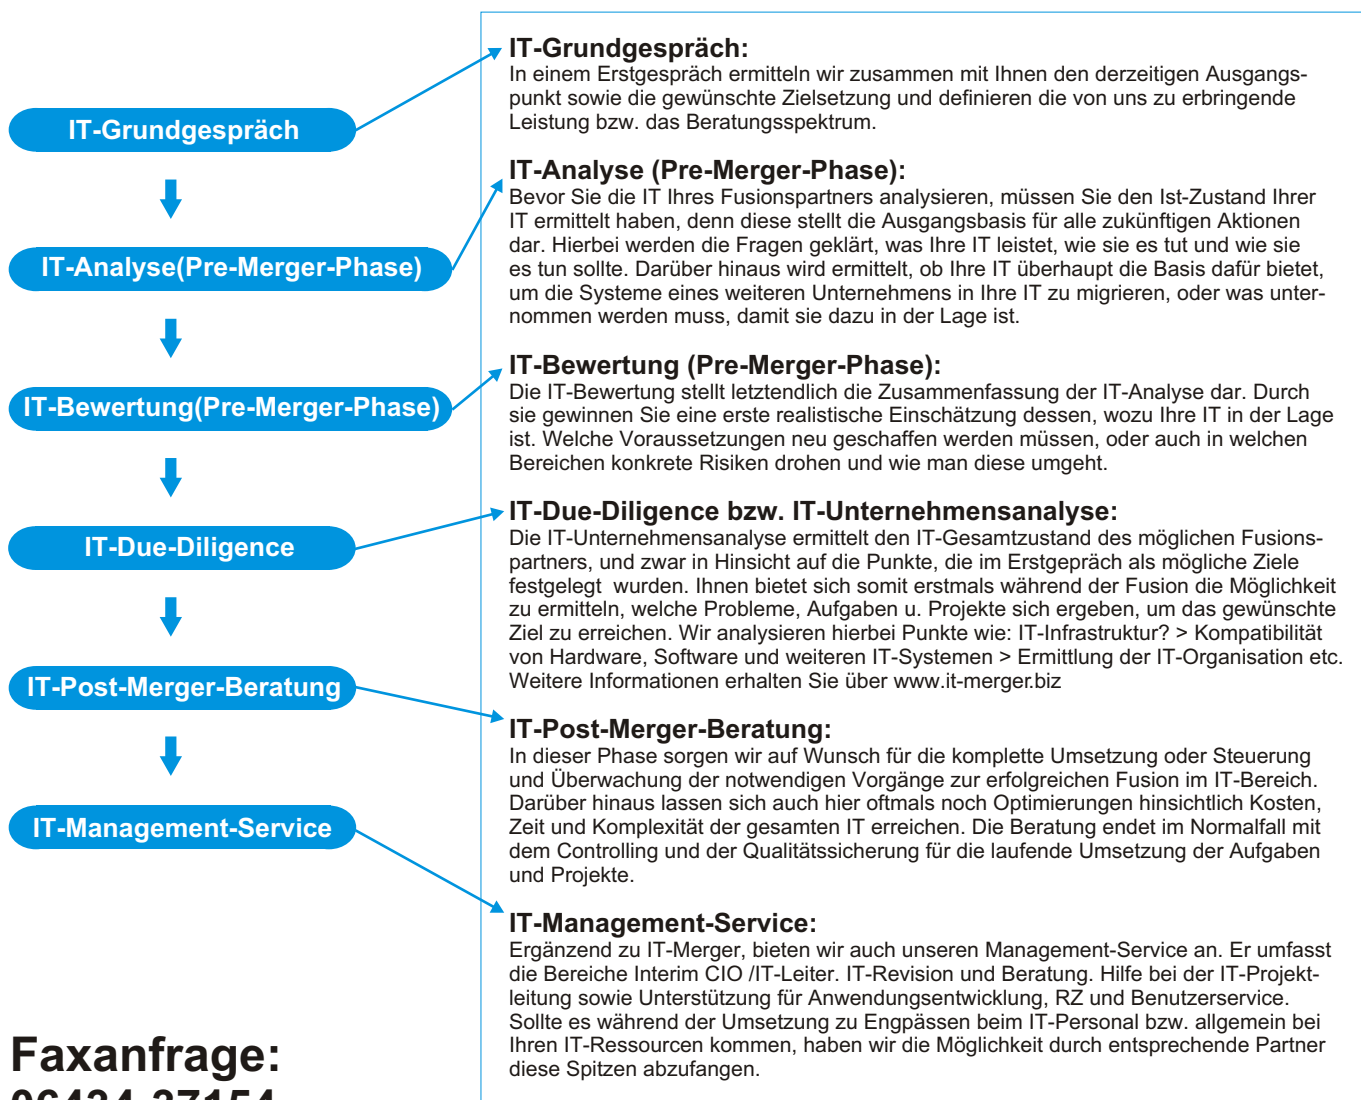 IT-Grundgespräch
IT-Analyse(Pre-Merger-Phase)
IT-Bewertung(Pre-Merger-Phase)
IT-Due-Diligence
IT-Post-Merger-Beratung
IT-Management-Service
Faxanfrage:
06434-37154
IT-Grundgespräch:
In einem Erstgespräch ermitteln wir zusammen mit Ihnen den derzeitigen Ausgangs-
punkt sowie die gewünschte Zielsetzung und definieren die von uns zu erbringende
Leistung bzw. das Beratungsspektrum.
IT-Analyse (Pre-Merger-Phase):
Bevor Sie die IT Ihres Fusionspartners analysieren, müssen Sie den Ist-Zustand Ihrer
IT ermittelt haben, denn diese stellt die Ausgangsbasis für alle zukünftigen Aktionen
dar. Hierbei werden die Fragen geklärt, was Ihre IT leistet, wie sie es tut und wie sie
es tun sollte. Darüber hinaus wird ermittelt, ob Ihre IT überhaupt die Basis dafür bietet,
um die Systeme eines weiteren Unternehmens in Ihre IT zu migrieren, oder was unter-
nommen werden muss, damit sie dazu in der Lage ist.
IT-Bewertung (Pre-Merger-Phase):
Die IT-Bewertung stellt letztendlich die Zusammenfassung der IT-Analyse dar. Durch
sie gewinnen Sie eine erste realistische Einschätzung dessen, wozu Ihre IT in der Lage
ist. Welche Voraussetzungen neu geschaffen werden müssen, oder auch in welchen
Bereichen konkrete Risiken drohen und wie man diese umgeht.
IT-Due-Diligence bzw. IT-Unternehmensanalyse:
Die IT-Unternehmensanalyse ermittelt den IT-Gesamtzustand des möglichen Fusions-
partners, und zwar in Hinsicht auf die Punkte, die im Erstgepräch als mögliche Ziele
festgelegt wurden. Ihnen bietet sich somit erstmals während der Fusion die Möglichkeit
zu ermitteln, welche Probleme, Aufgaben u. Projekte sich ergeben, um das gewünschte
Ziel zu erreichen. Wir analysieren hierbei Punkte wie: IT-Infrastruktur? > Kompatibilität
von Hardware, Software und weiteren IT-Systemen > Ermittlung der IT-Organisation etc.
Weitere Informationen erhalten Sie über www.it-merger.biz
IT-Post-Merger-Beratung:
In dieser Phase sorgen wir auf Wunsch für die komplette Umsetzung oder Steuerung
und Überwachung der notwendigen Vorgänge zur erfolgreichen Fusion im IT-Bereich.
Darüber hinaus lassen sich auch hier oftmals noch Optimierungen hinsichtlich Kosten,
Zeit und Komplexität der gesamten IT erreichen. Die Beratung endet im Normalfall mit
dem Controlling und der Qualitätssicherung für die laufende Umsetzung der Aufgaben
und Projekte.
IT-Management-Service:
Ergänzend zu IT-Merger, bieten wir auch unseren Management-Service an. Er umfasst
die Bereiche Interim CIO /IT-Leiter. IT-Revision und Beratung. Hilfe bei der IT-Projekt-
leitung sowie Unterstützung für Anwendungsentwicklung, RZ und Benutzerservice.
Sollte es während der Umsetzung zu Engpässen beim IT-Personal bzw. allgemein bei
Ihren IT-Ressourcen kommen, haben wir die Möglichkeit durch entsprechende Partner
diese Spitzen abzufangen.